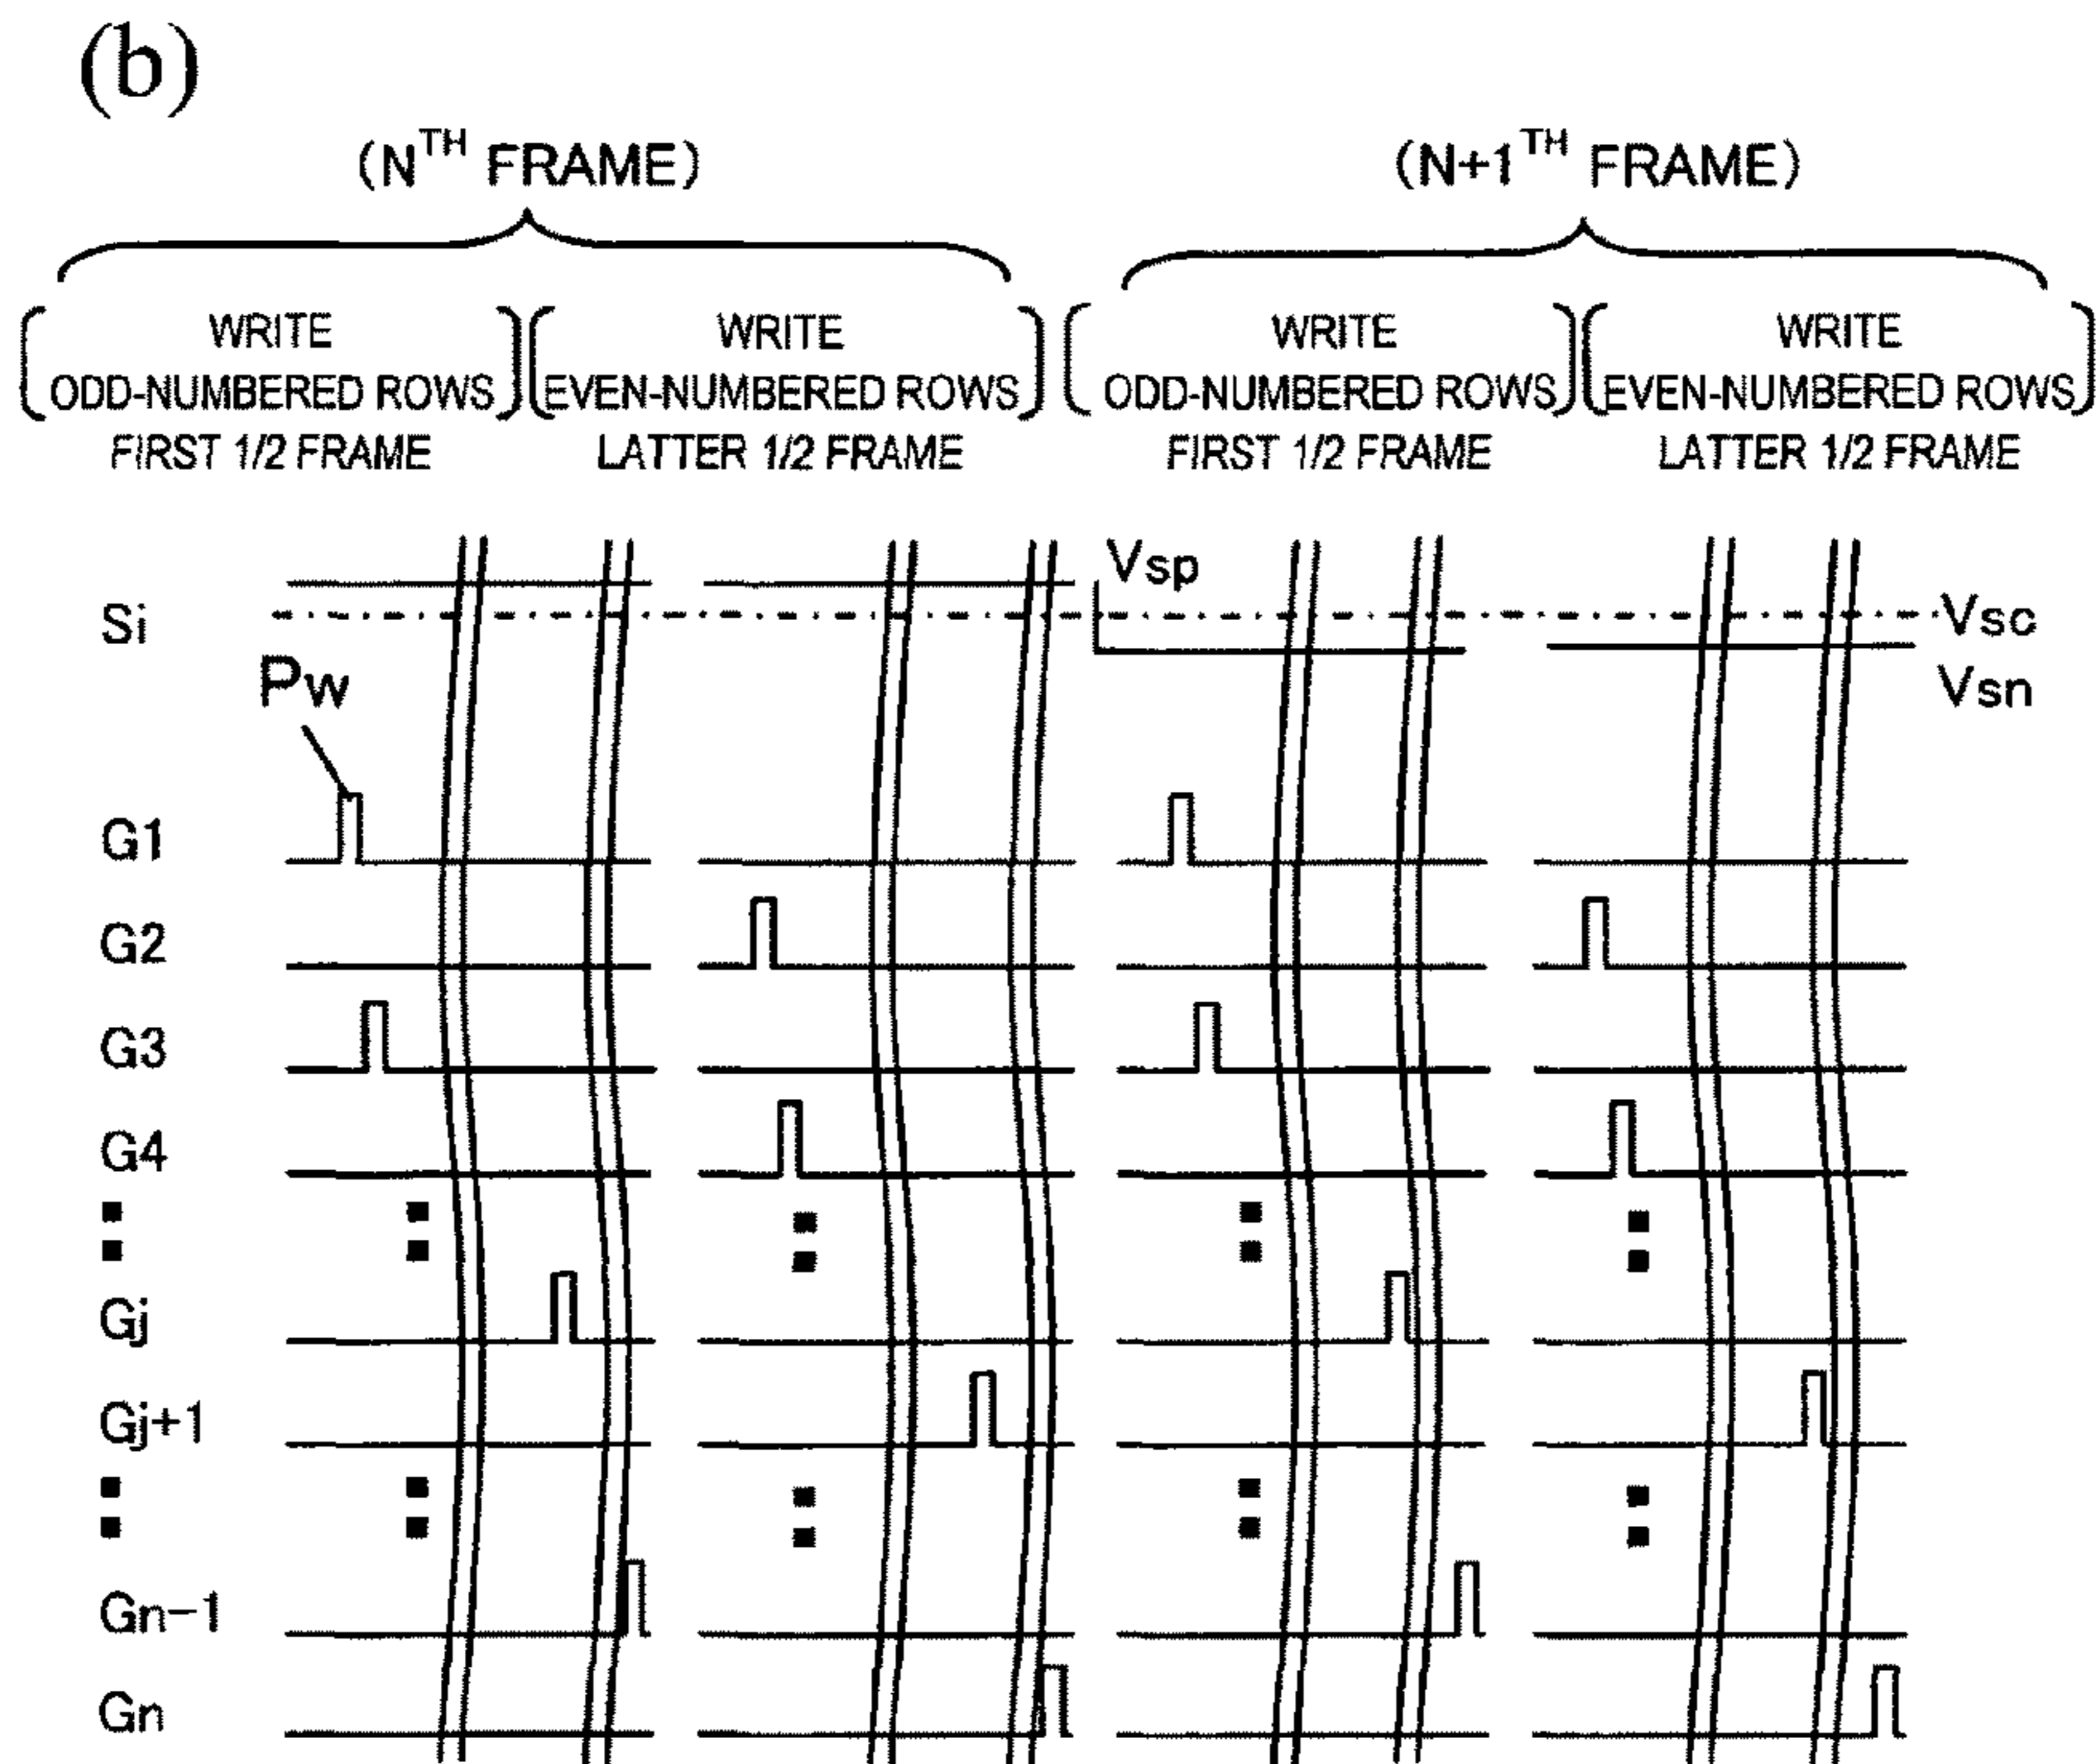 (b)
(N^TH FRAME) (N+1^TH FRAME)
WRITE WRITE WRITE WRITE
ODD-NUMBERED ROWS EVEN-NUMBERED ROWS ODD-NUMBERED ROWS EVEN-NUMBERED ROWS
FIRST 1/2 FRAME LATTER 1/2 FRAME FIRST 1/2 FRAME LATTER 1/2 FRAME
Vsp
Si Vsc
Pw Vsn
G1
G2
G3
G4
Gj
Gj+1
Gn-1
Gn